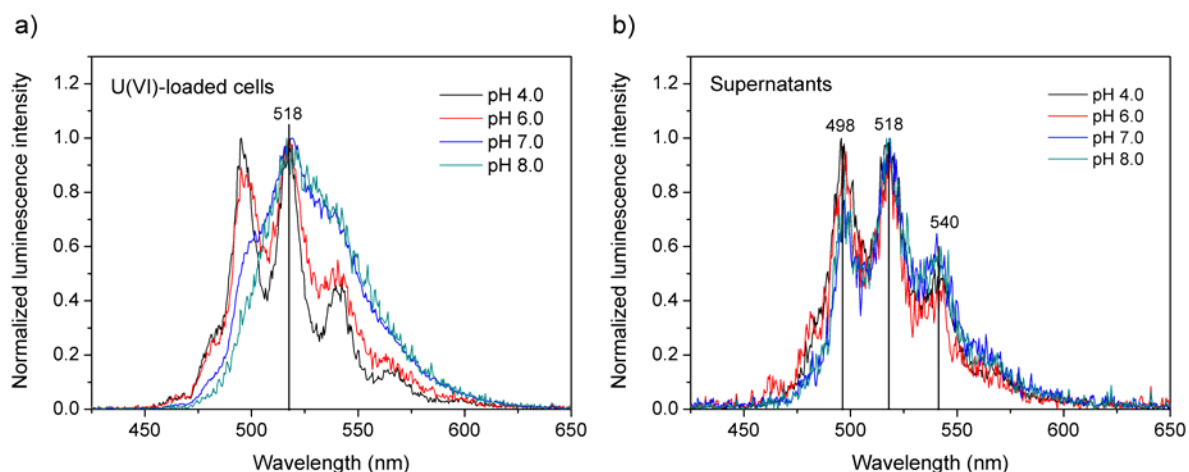 a)
Normalized luminescence intensity
1.2
1.0
0.8
0.6
0.4
0.2
0.0
U(VI)-loaded cells
518
pH 4.0
pH 6.0
pH 7.0
pH 8.0
450 500 550 600 650
Wavelength (nm)
b)
Normalized luminescence intensity
1.2
1.0
0.8
0.6
0.4
0.2
0.0
Supernatants
498 518
540
pH 4.0
pH 6.0
pH 7.0
pH 8.0
450 500 550 600 650
Wavelength (nm)